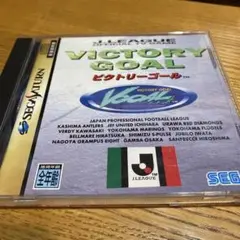 J.LEAGUE
VICTORY
GOAL
ビクトリーゴール
SEGA SATURN
VOCAL
JAPAN PROFESSIONAL FOOTBALL LEAGUE
KASHIMA ANTLERS JEF UNITED ICHIHARA URAWA RED DIAMONDS
VERDY KAWASAKI YOKOHAMA MARINOS YOKOHAMA FLÜGELS
BELLMARE HIRATSUKA SHIMIZU S-PULSE JUBILO IWATA
NAGOYA GRAMPUS EIGHT GAMBA OSAKA SANFRECCE HIROSHIMA
J.LEAGUE
SEGA